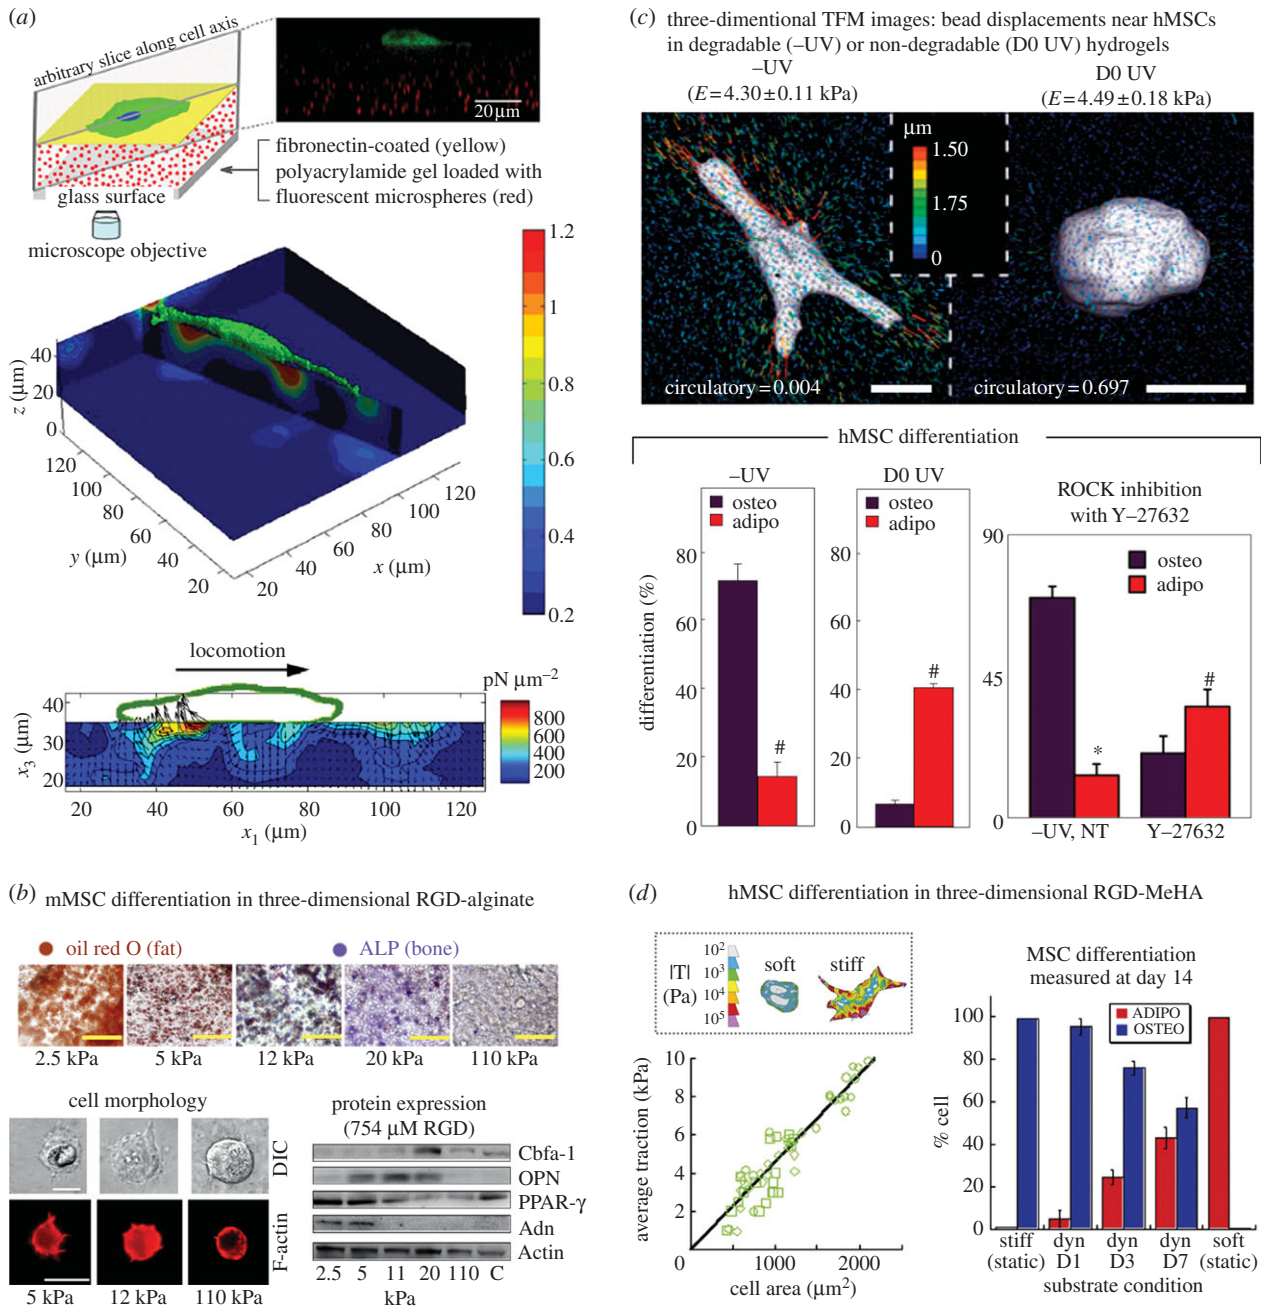 (a)
arbitrary slice along cell axis
20 µm
fibronectin-coated (yellow)
polyacrylamide gel loaded with
fluorescent microspheres (red)
glass surface
microscope objective
1.2
1
0.8
0.6
0.4
0.2
z (µm)
40
20
0
120
100
80
60
40
20
y (µm)
20
40
60
80
100
120
x (µm)
locomotion
pN µm–2
800
600
400
200
x3 (µm)
40
30
20
20
40
60
80
100
120
x1 (µm)
(b) mMSC differentiation in three-dimensional RGD-alginate
oil red O (fat)
ALP (bone)
2.5 kPa
5 kPa
12 kPa
20 kPa
110 kPa
cell morphology
DIC
F-actin
5 kPa
12 kPa
110 kPa
protein expression
(754 µM RGD)
Cbfa-1
OPN
PPAR-γ
Adn
Actin
2.5 5 11 20 110 C
kPa
(c) three-dimentional TFM images: bead displacements near hMSCs
in degradable (–UV) or non-degradable (D0 UV) hydrogels
–UV
(E = 4.30 ± 0.11 kPa)
D0 UV
(E = 4.49 ± 0.18 kPa)
µm
1.50
1.75
0
circulatory = 0.004
circulatory = 0.697
hMSC differentiation
–UV
osteo
adipo
differentiation (%)
80
60
40
20
0
#
D0 UV
osteo
adipo
80
60
40
20
0
#
ROCK inhibition
with Y–27632
osteo
adipo
90
45
0
*
#
–UV, NT
Y–27632
(d) hMSC differentiation in three-dimensional RGD-MeHA
|T|
(Pa)
10²
10³
10⁴
10⁵
soft
stiff
average traction (kPa)
10
8
6
4
2
0
1000
2000
cell area (µm²)
MSC differentiation
measured at day 14
ADIPO
OSTEO
% cell
100
80
60
40
20
0
stiff
(static)
dyn
D1
dyn
D3
dyn
D7
soft
(static)
substrate condition